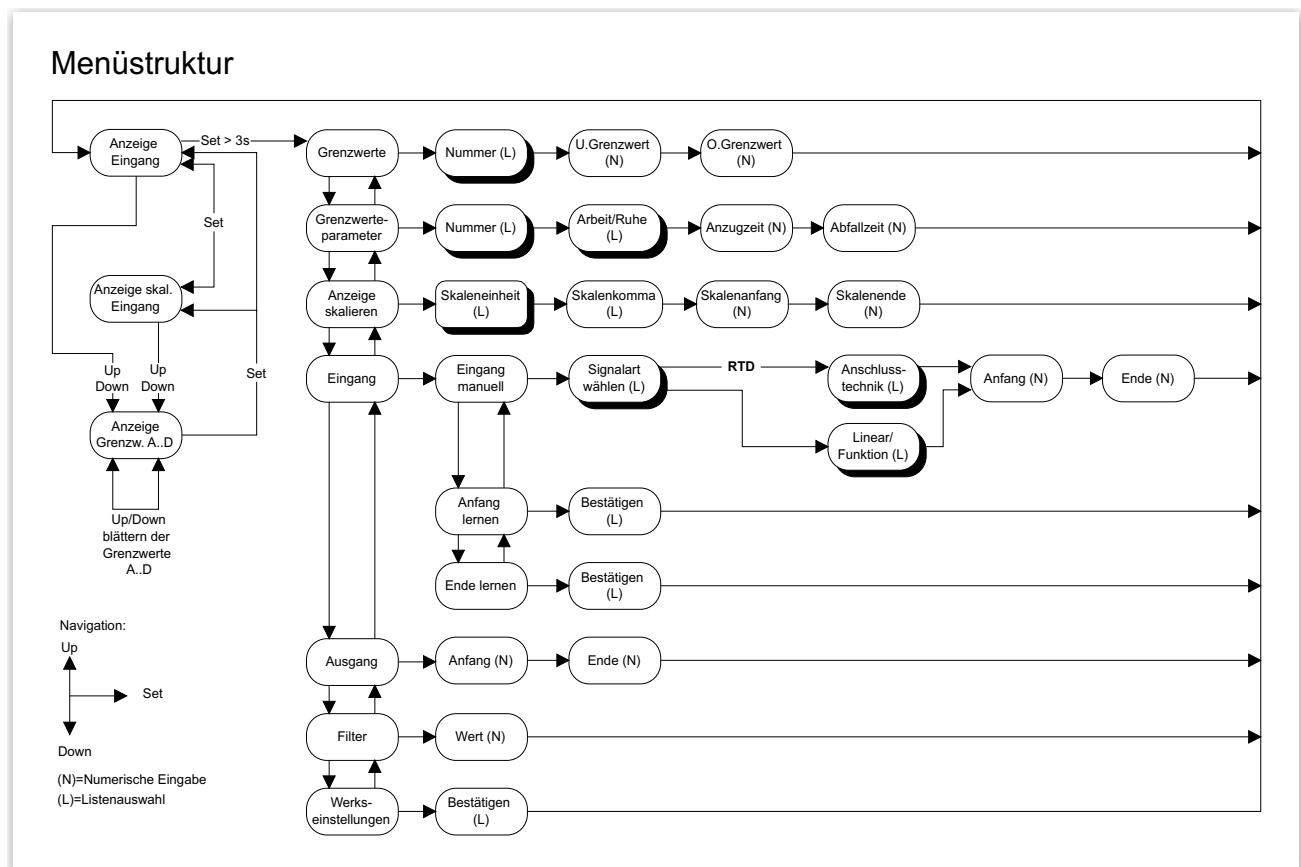 Menüstruktur
Anzeige
Eingang
Set > 3s
Grenzwerte
Nummer (L)
U.Grenzwert
(N)
O.Grenzwert
(N)
Set
Grenzwerte-
parameter
Nummer (L)
Arbeit/Ruhe
(L)
Anzugzeit (N)
Abfallzeit (N)
Anzeige skal.
Eingang
Anzeige
skalieren
Skaleneinheit
(L)
Skalenkomma
(L)
Skalenanfang
(N)
Skalenende
(N)
Up
Down
Up
Down
Set
Eingang
Eingang
manuell
Signalart
wählen (L)
RTD
Anschluss-
technik (L)
Anfang (N)
Ende (N)
Anzeige
Grenzw. A..D
Linear/
Funktion (L)
Up/Down
blättern der
Grenzwerte
A..D
Anfang
lernen
Bestätigen
(L)
Ende lernen
Bestätigen
(L)
Navigation:
Up
Set
Down
Ausgang
Anfang (N)
Ende (N)
Filter
Wert (N)
(N)=Numerische Eingabe
(L)=Listenauswahl
Werks-
einstellungen
Bestätigen
(L)